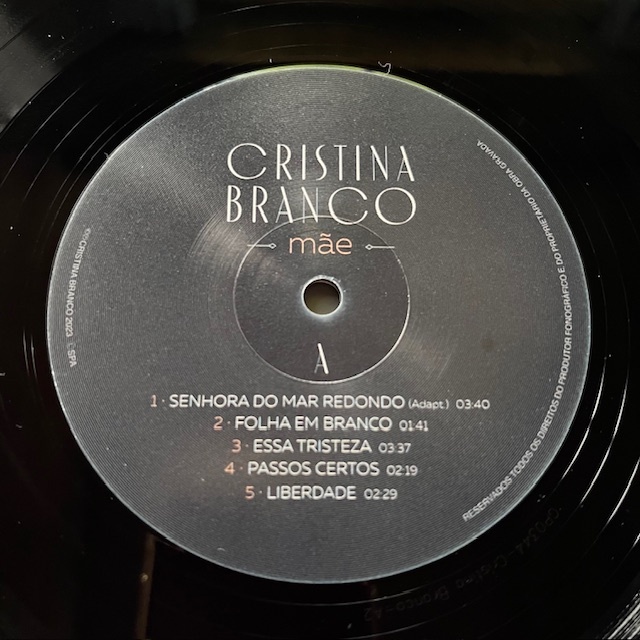 CRISTINA
BRANCO
mãe
A
1 · SENHORA DO MAR REDONDO (Adapt.) 03:40
2 · FOLHA EM BRANCO 01:41
3 · ESSA TRISTEZA 03:37
4 · PASSOS CERTOS 02:19
5 · LIBERDADE 02:29
CRISTINA BRANCO 2023 SPA
RESERVADOS TODOS OS DIREITOS DO PRODUTOR FONOGRÁFICO E DO PROPRIETÁRIO DA OBRA GRAVADA
Cristina Branco